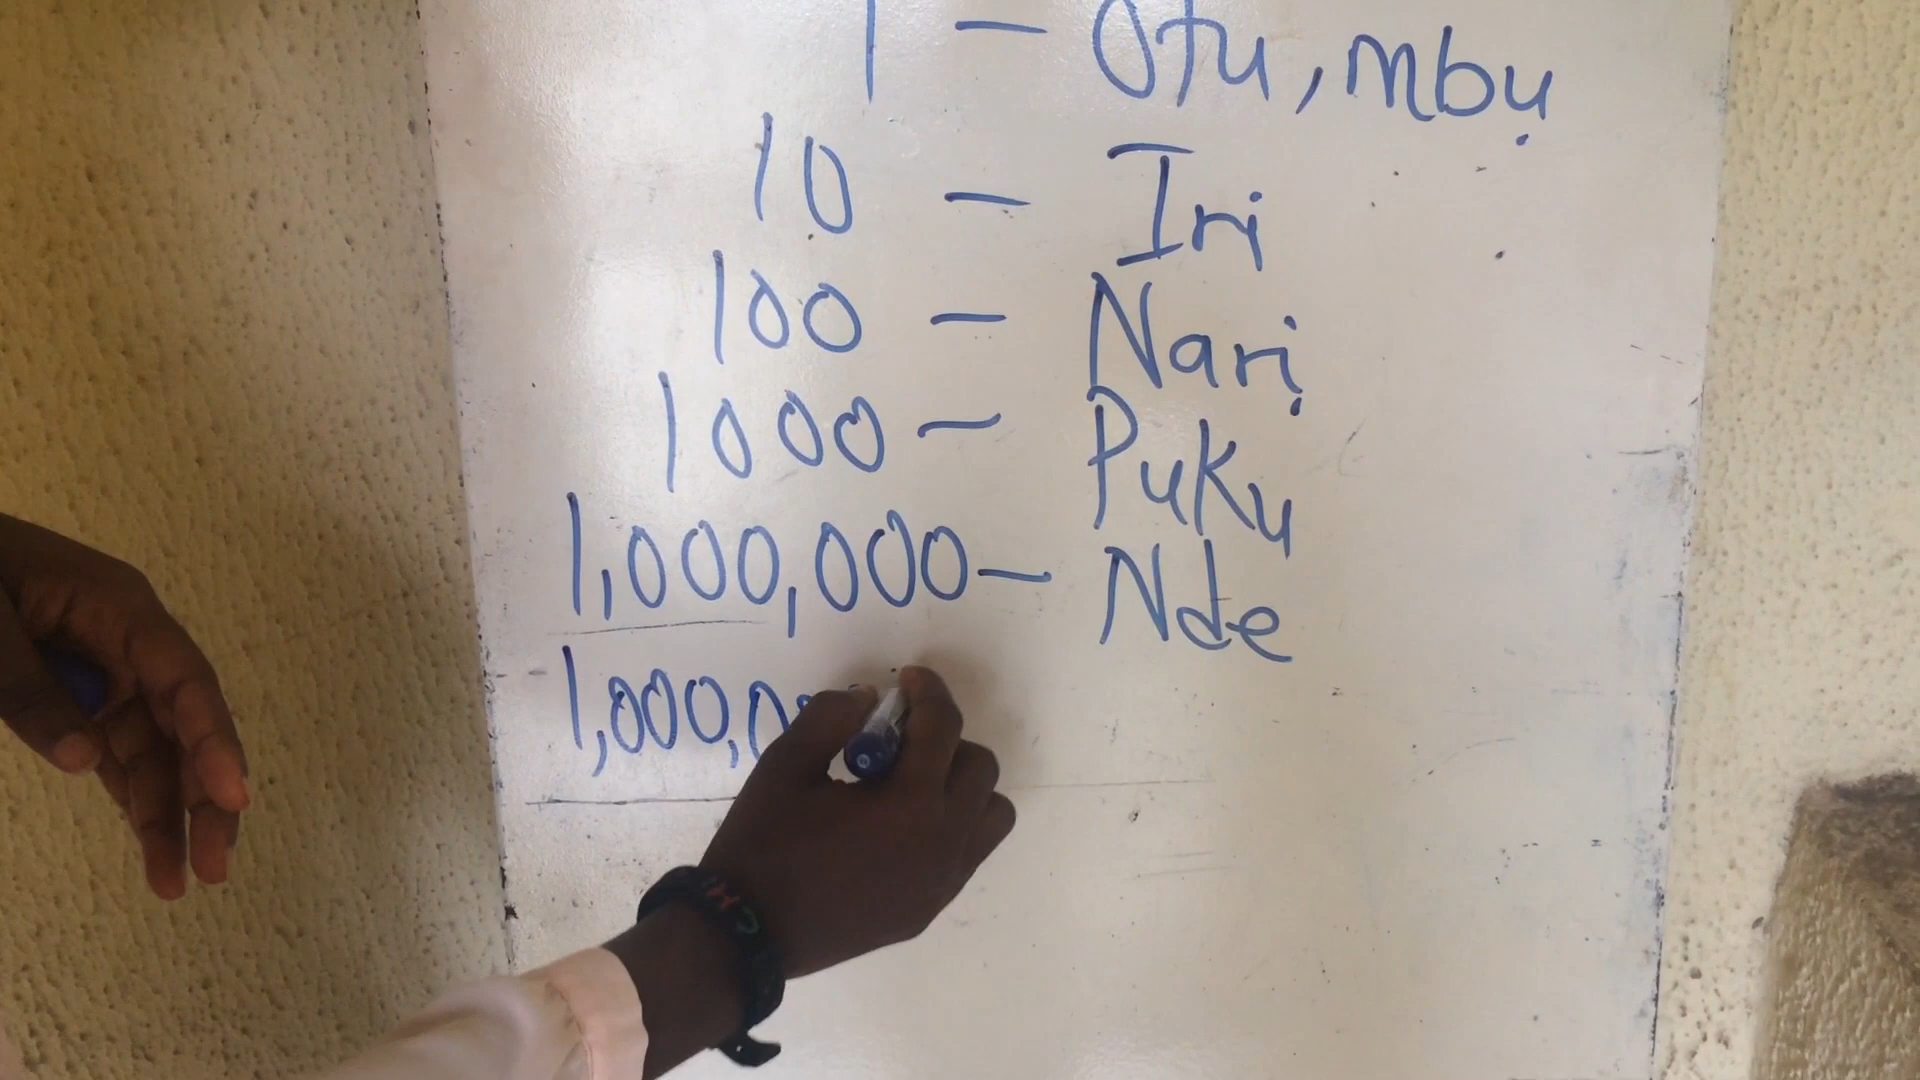 1 – Otu, mbụ
10 – Iri
100 – Narị
1000 – Puku
1,000,000 – Nde
1,000,0